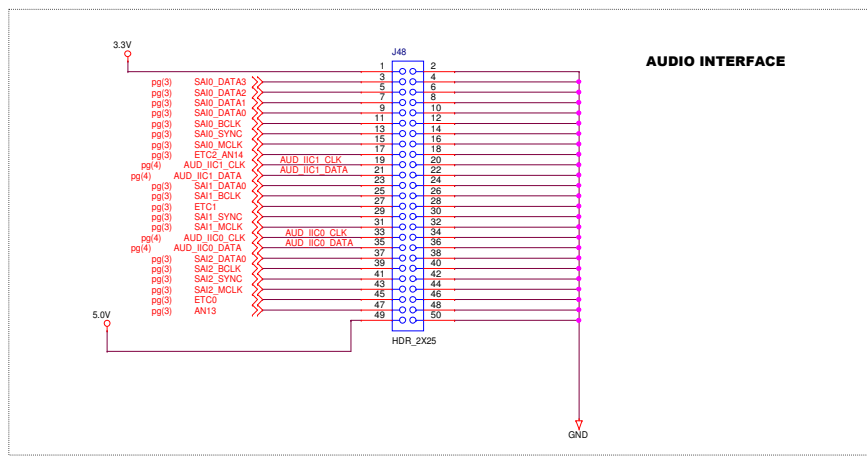 3.3V
J48
AUDIO INTERFACE
1 2
pg(3) SAI0_DATA3 3 4
pg(3) SAI0_DATA2 5 6
pg(3) SAI0_DATA1 7 8
pg(3) SAI0_DATA0 9 10
pg(3) SAI0_BCLK 11 12
pg(3) SAI0_SYNC 13 14
pg(3) SAI0_MCLK 15 16
pg(3) ETC2_AN14 17 18
pg(4) AUD_IIC1_CLK AUD_IIC1_CLK 19 20
pg(4) AUD_IIC1_DATA AUD_IIC1_DATA 21 22
pg(3) SAI1_DATA0 23 24
pg(3) SAI1_BCLK 25 26
pg(3) ETC1 27 28
pg(3) SAI1_SYNC 29 30
pg(3) SAI1_MCLK 31 32
pg(4) AUD_IIC0_CLK AUD_IIC0_CLK 33 34
pg(4) AUD_IIC0_DATA AUD_IIC0_DATA 35 36
pg(3) SAI2_DATA0 37 38
pg(3) SAI2_BCLK 39 40
pg(3) SAI2_SYNC 41 42
pg(3) SAI2_MCLK 43 44
pg(3) ETC0 45 46
pg(3) AN13 47 48
5.0V 49 50
HDR_2X25
GND